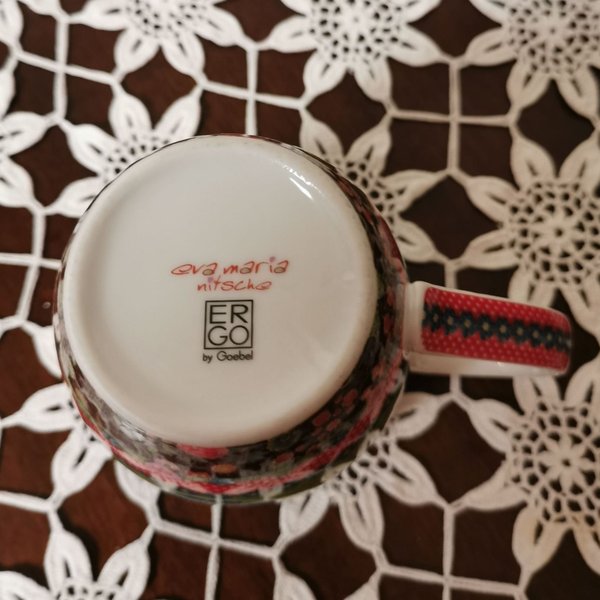 eva maria
nitsche
ER
GO
by Goebel